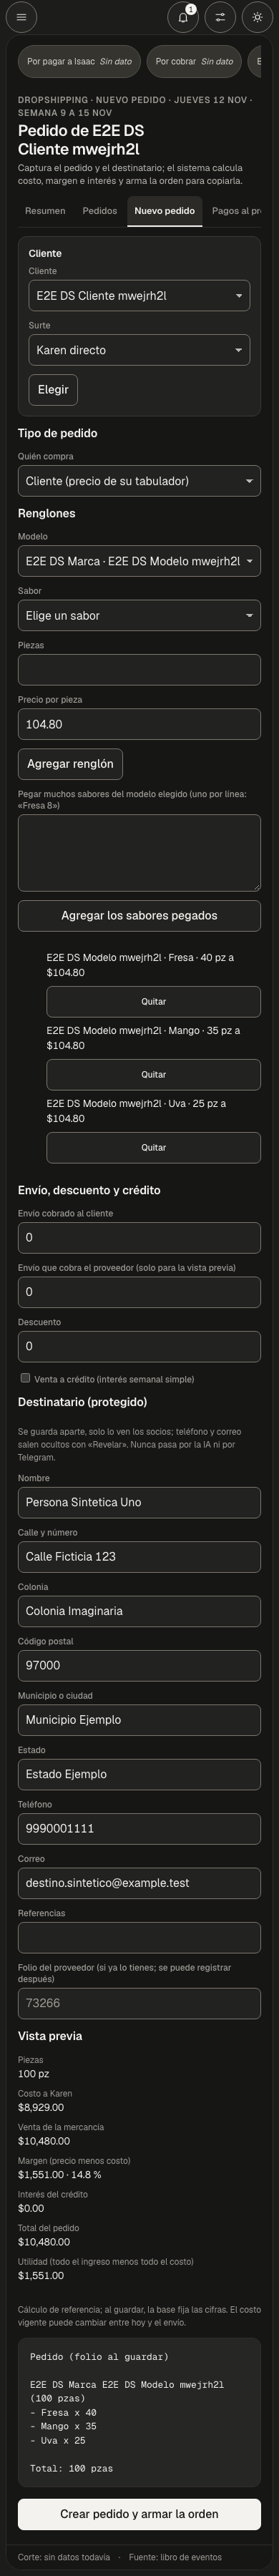 1
Por pagar a Isaac Sin dato
Por cobrar Sin dato
E
DROPSHIPPING · NUEVO PEDIDO · JUEVES 12 NOV ·
SEMANA 9 A 15 NOV
Pedido de E2E DS
Cliente mwejrh2l
Captura el pedido y el destinatario; el sistema calcula
costo, margen e interés y arma la orden para copiarla.
Resumen
Pedidos
Nuevo pedido
Pagos al pr
Cliente
Cliente
E2E DS Cliente mwejrh2l
Surte
Karen directo
Elegir
Tipo de pedido
Quién compra
Cliente (precio de su tabulador)
Renglones
Modelo
E2E DS Marca · E2E DS Modelo mwejrh2l
Sabor
Elige un sabor
Piezas
Precio por pieza
104.80
Agregar renglón
Pegar muchos sabores del modelo elegido (uno por línea:
«Fresa 8»)
Agregar los sabores pegados
E2E DS Modelo mwejrh2l · Fresa · 40 pz a
$104.80
Quitar
E2E DS Modelo mwejrh2l · Mango · 35 pz a
$104.80
Quitar
E2E DS Modelo mwejrh2l · Uva · 25 pz a
$104.80
Quitar
Envío, descuento y crédito
Envío cobrado al cliente
0
Envío que cobra el proveedor (solo para la vista previa)
0
Descuento
0
Venta a crédito (interés semanal simple)
Destinatario (protegido)
Se guarda aparte, solo lo ven los socios; teléfono y correo
salen ocultos con «Revelar». Nunca pasa por la IA ni por
Telegram.
Nombre
Persona Sintetica Uno
Calle y número
Calle Ficticia 123
Colonia
Colonia Imaginaria
Código postal
97000
Municipio o ciudad
Municipio Ejemplo
Estado
Estado Ejemplo
Teléfono
9990001111
Correo
destino.sintetico@example.test
Referencias
Folio del proveedor (si ya lo tienes; se puede registrar
después)
73266
Vista previa
Piezas
100 pz
Costo a Karen
$8,929.00
Venta de la mercancía
$10,480.00
Margen (precio menos costo)
$1,551.00 · 14.8 %
Interés del crédito
$0.00
Total del pedido
$10,480.00
Utilidad (todo el ingreso menos todo el costo)
$1,551.00
Cálculo de referencia; al guardar, la base fija las cifras. El costo
vigente puede cambiar entre hoy y el envío.
Pedido (folio al guardar)
E2E DS Marca E2E DS Modelo mwejrh2l
(100 pzas)
- Fresa x 40
- Mango x 35
- Uva x 25
Total: 100 pzas
Crear pedido y armar la orden
Corte: sin datos todavía · Fuente: libro de eventos